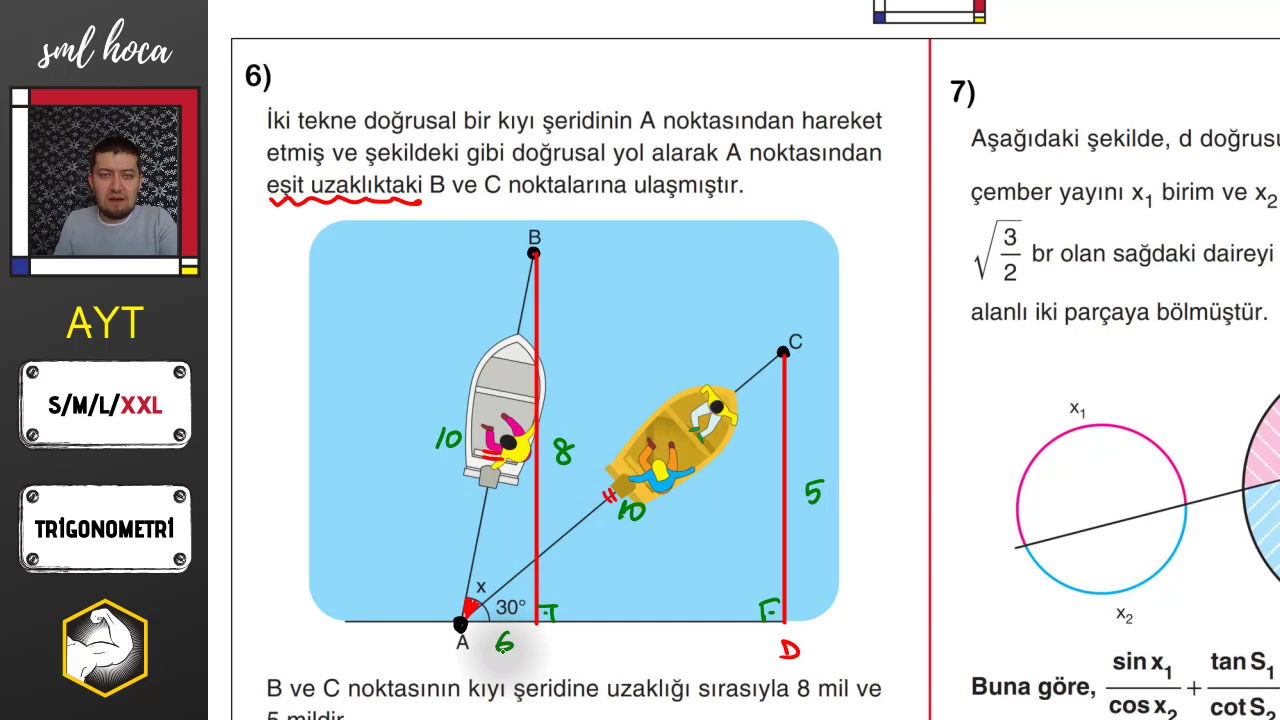 sml hoca
AYT
S/M/L/XXL
TRİGONOMETRİ
6)
İki tekne doğrusal bir kıyı şeridinin A noktasından hareket
etmiş ve şekildeki gibi doğrusal yol alarak A noktasından
eşit uzaklıktaki B ve C noktalarına ulaşmıştır.
B
C
10
8
10
5
x
30°
A
6
D
B ve C noktasının kıyı şeridine uzaklığı sırasıyla 8 mil ve
5 mildir.
7)
Aşağıdaki şekilde, d doğrusu
çember yayını x₁ birim ve x₂
√(3/2) br olan sağdaki daireyi
alanlı iki parçaya bölmüştür.
x₁
x₂
Buna göre, sin x₁/cos x₂ + tan S₁/cot S₂